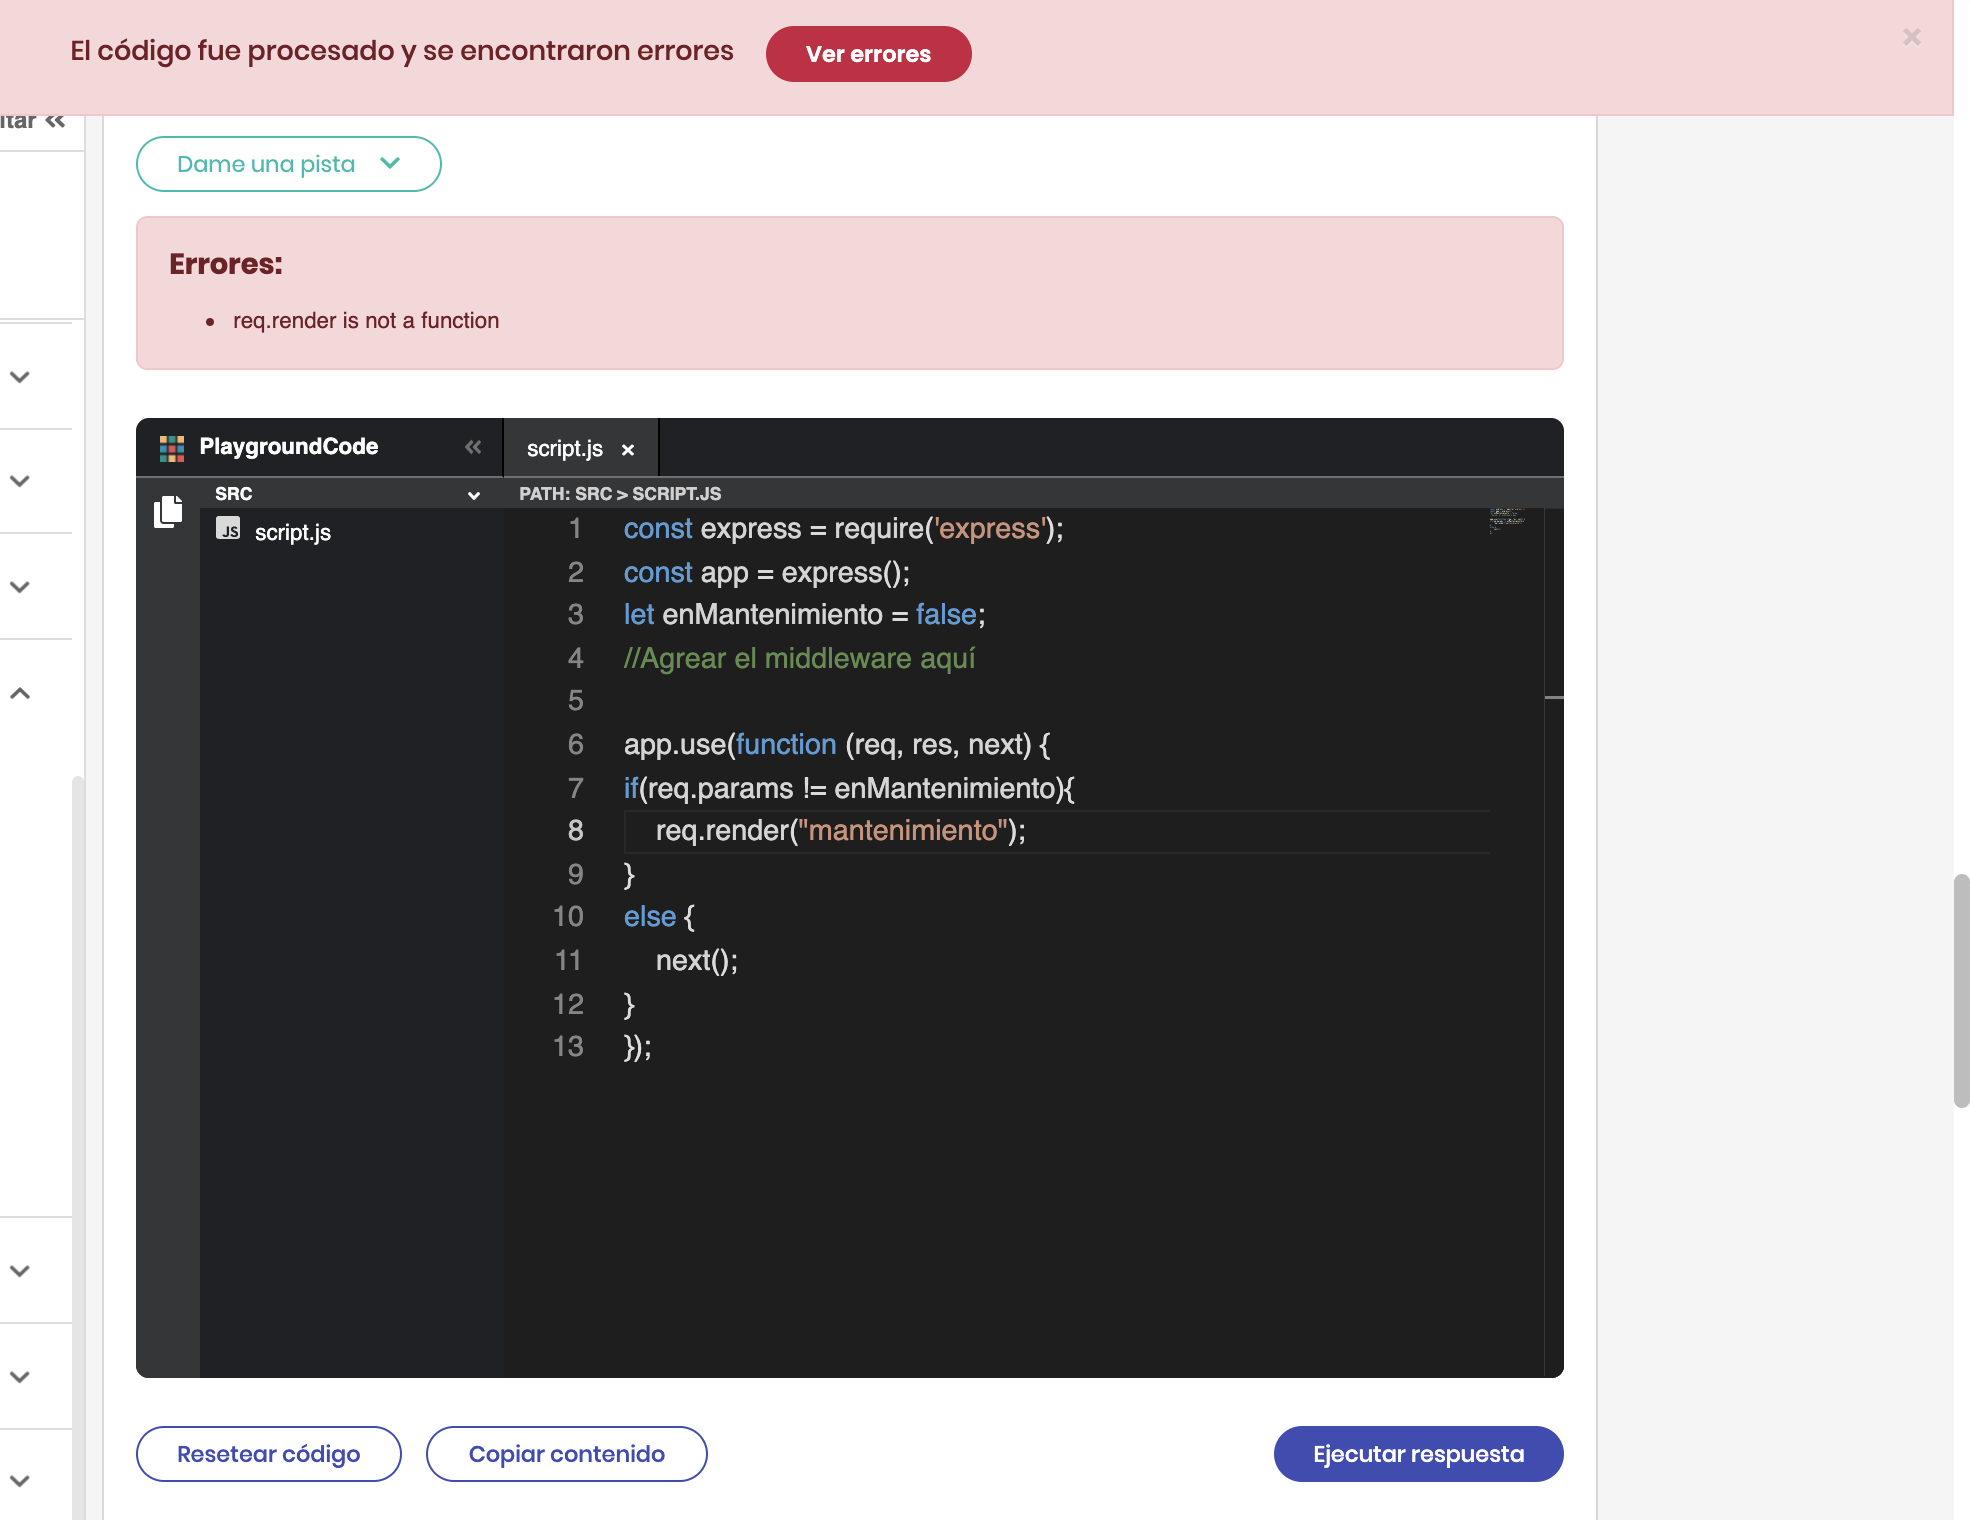 El código fue procesado y se encontraron errores
Ver errores
×
itar «
Dame una pista
Errores:
• req.render is not a function
PlaygroundCode «
script.js ×
SRC
PATH: SRC > SCRIPT.JS
JS script.js
1 const express = require('express');
2 const app = express();
3 let enMantenimiento = false;
4 //Agrear el middleware aquí
5
6 app.use(function (req, res, next) {
7 if(req.params != enMantenimiento){
8 req.render("mantenimiento");
9 }
10 else {
11 next();
12 }
13 });
Resetear código
Copiar contenido
Ejecutar respuesta